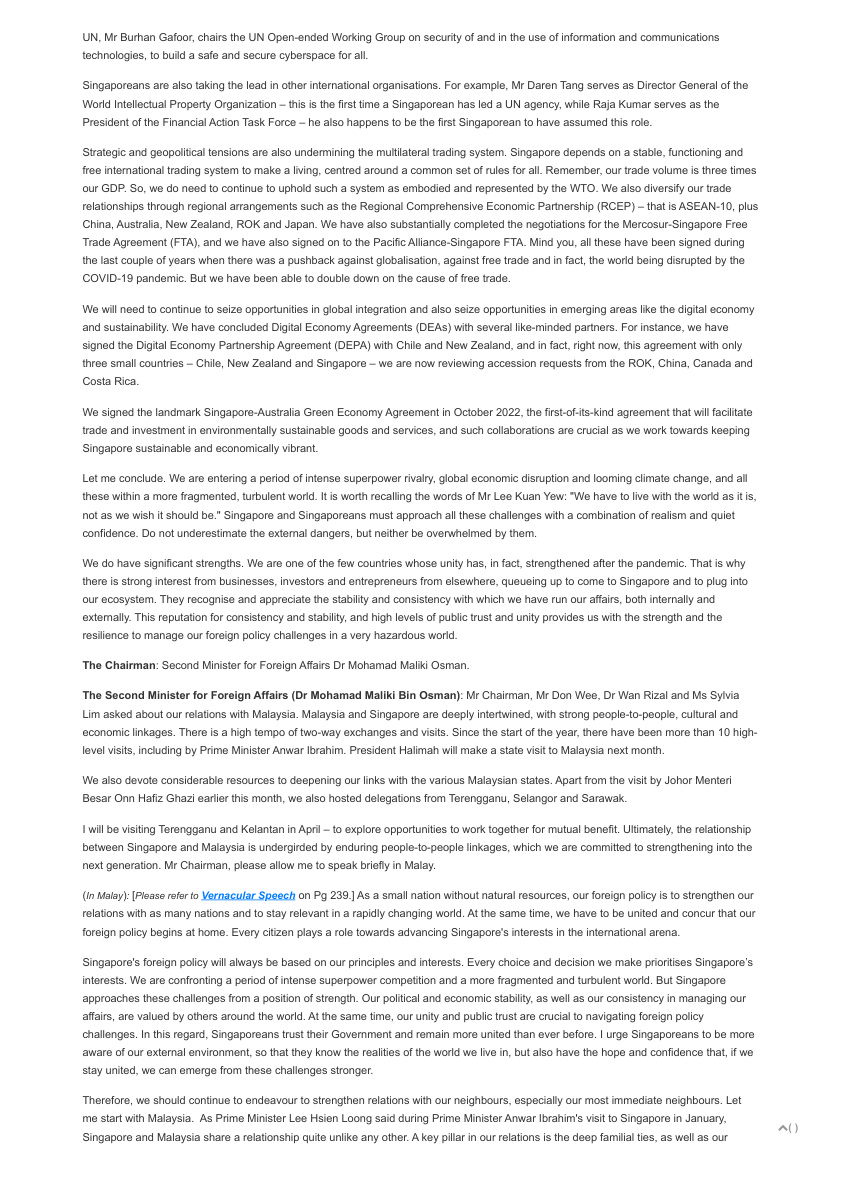 UN, Mr Burhan Gafoor, chairs the UN Open-ended Working Group on security of and in the use of information and communications
technologies, to build a safe and secure cyberspace for all.
Singaporeans are also taking the lead in other international organisations. For example, Mr Daren Tang serves as Director General of the
World Intellectual Property Organization – this is the first time a Singaporean has led a UN agency, while Raja Kumar serves as the
President of the Financial Action Task Force – he also happens to be the first Singaporean to have assumed this role.
Strategic and geopolitical tensions are also undermining the multilateral trading system. Singapore depends on a stable, functioning and
free international trading system to make a living, centred around a common set of rules for all. Remember, our trade volume is three times
our GDP. So, we do need to continue to uphold such a system as embodied and represented by the WTO. We also diversify our trade
relationships through regional arrangements such as the Regional Comprehensive Economic Partnership (RCEP) – that is ASEAN-10, plus
China, Australia, New Zealand, ROK and Japan. We have also substantially completed the negotiations for the Mercosur-Singapore Free
Trade Agreement (FTA), and we have also signed on to the Pacific Alliance-Singapore FTA. Mind you, all these have been signed during
the last couple of years when there was a pushback against globalisation, against free trade and in fact, the world being disrupted by the
COVID-19 pandemic. But we have been able to double down on the cause of free trade.
We will need to continue to seize opportunities in global integration and also seize opportunities in emerging areas like the digital economy
and sustainability. We have concluded Digital Economy Agreements (DEAs) with several like-minded partners. For instance, we have
signed the Digital Economy Partnership Agreement (DEPA) with Chile and New Zealand, and in fact, right now, this agreement with only
three small countries – Chile, New Zealand and Singapore – we are now reviewing accession requests from the ROK, China, Canada and
Costa Rica.
We signed the landmark Singapore-Australia Green Economy Agreement in October 2022, the first-of-its-kind agreement that will facilitate
trade and investment in environmentally sustainable goods and services, and such collaborations are crucial as we work towards keeping
Singapore sustainable and economically vibrant.
Let me conclude. We are entering a period of intense superpower rivalry, global economic disruption and looming climate change, and all
these within a more fragmented, turbulent world. It is worth recalling the words of Mr Lee Kuan Yew: "We have to live with the world as it is,
not as we wish it should be." Singapore and Singaporeans must approach all these challenges with a combination of realism and quiet
confidence. Do not underestimate the external dangers, but neither be overwhelmed by them.
We do have significant strengths. We are one of the few countries whose unity has, in fact, strengthened after the pandemic. That is why
there is strong interest from businesses, investors and entrepreneurs from elsewhere, queueing up to come to Singapore and to plug into
our ecosystem. They recognise and appreciate the stability and consistency with which we have run our affairs, both internally and
externally. This reputation for consistency and stability, and high levels of public trust and unity provides us with the strength and the
resilience to manage our foreign policy challenges in a very hazardous world.
The Chairman: Second Minister for Foreign Affairs Dr Mohamad Maliki Osman.
The Second Minister for Foreign Affairs (Dr Mohamad Maliki Bin Osman): Mr Chairman, Mr Don Wee, Dr Wan Rizal and Ms Sylvia
Lim asked about our relations with Malaysia. Malaysia and Singapore are deeply intertwined, with strong people-to-people, cultural and
economic linkages. There is a high tempo of two-way exchanges and visits. Since the start of the year, there have been more than 10 high-
level visits, including by Prime Minister Anwar Ibrahim. President Halimah will make a state visit to Malaysia next month.
We also devote considerable resources to deepening our links with the various Malaysian states. Apart from the visit by Johor Menteri
Besar Onn Hafiz Ghazi earlier this month, we also hosted delegations from Terengganu, Selangor and Sarawak.
I will be visiting Terengganu and Kelantan in April – to explore opportunities to work together for mutual benefit. Ultimately, the relationship
between Singapore and Malaysia is undergirded by enduring people-to-people linkages, which we are committed to strengthening into the
next generation. Mr Chairman, please allow me to speak briefly in Malay.
(In Malay): [Please refer to Vernacular Speech on Pg 239.] As a small nation without natural resources, our foreign policy is to strengthen our
relations with as many nations and to stay relevant in a rapidly changing world. At the same time, we have to be united and concur that our
foreign policy begins at home. Every citizen plays a role towards advancing Singapore's interests in the international arena.
Singapore's foreign policy will always be based on our principles and interests. Every choice and decision we make prioritises Singapore's
interests. We are confronting a period of intense superpower competition and a more fragmented and turbulent world. But Singapore
approaches these challenges from a position of strength. Our political and economic stability, as well as our consistency in managing our
affairs, are valued by others around the world. At the same time, our unity and public trust are crucial to navigating foreign policy
challenges. In this regard, Singaporeans trust their Government and remain more united than ever before. I urge Singaporeans to be more
aware of our external environment, so that they know the realities of the world we live in, but also have the hope and confidence that, if we
stay united, we can emerge from these challenges stronger.
Therefore, we should continue to endeavour to strengthen relations with our neighbours, especially our most immediate neighbours. Let
me start with Malaysia.  As Prime Minister Lee Hsien Loong said during Prime Minister Anwar Ibrahim's visit to Singapore in January,
Singapore and Malaysia share a relationship quite unlike any other. A key pillar in our relations is the deep familial ties, as well as our
( )